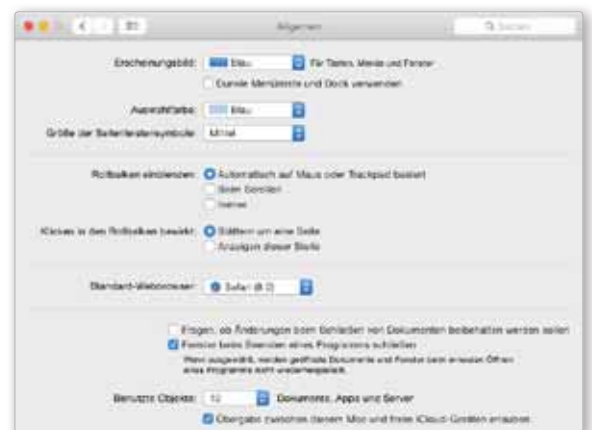 Allgemein
Suchen
Erscheinungsbild: Blau Für Tasten, Menüs und Fenster
Dunkle Menüleiste und Dock verwenden
Auswahlfarbe: Blau
Größe der Seitenleistensymbole: Mittel
Rollbalken einblenden: Automatisch auf Maus oder Trackpad basiert
Beim Scrollen
Immer
Klicken in den Rollbalken bewirkt: Blättern um eine Seite
Anzeigen dieser Stelle
Standard-Webbrowser: Safari
Fragen, ob Änderungen beim Schließen von Dokumenten beibehalten werden sollen
Fenster beim Beenden eines Programms schließen
Wenn ausgewählt, werden geöffnete Dokumente und Fenster beim erneuten Öffnen
eines Programms nicht wiederhergestellt.
Benutzte Objekte: 10 Dokumente, Apps und Server
Übergabe zwischen diesem Mac und Ihren iCloud-Geräten erlauben